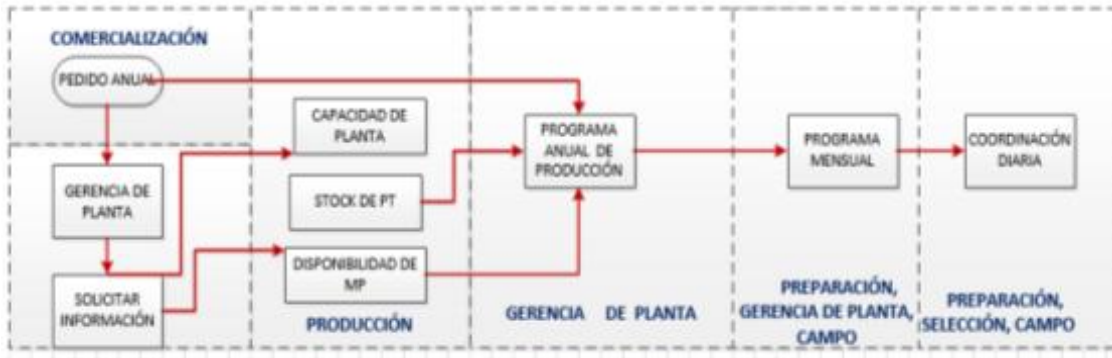 COMERCIALIZACIÓN
PEDIDO ANUAL
GERENCIA DE
PLANTA
SOLICITAR
INFORMACIÓN
CAPACIDAD DE
PLANTA
STOCK DE PT
DISPONIBILIDAD DE
MP
PRODUCCIÓN
PROGRAMA
ANUAL DE
PRODUCCIÓN
GERENCIA DE PLANTA
PROGRAMA
MENSUAL
PREPARACIÓN,
GERENCIA DE PLANTA,
CAMPO
COORDINACIÓN
DIARIA
PREPARACIÓN,
SELECCIÓN, CAMPO